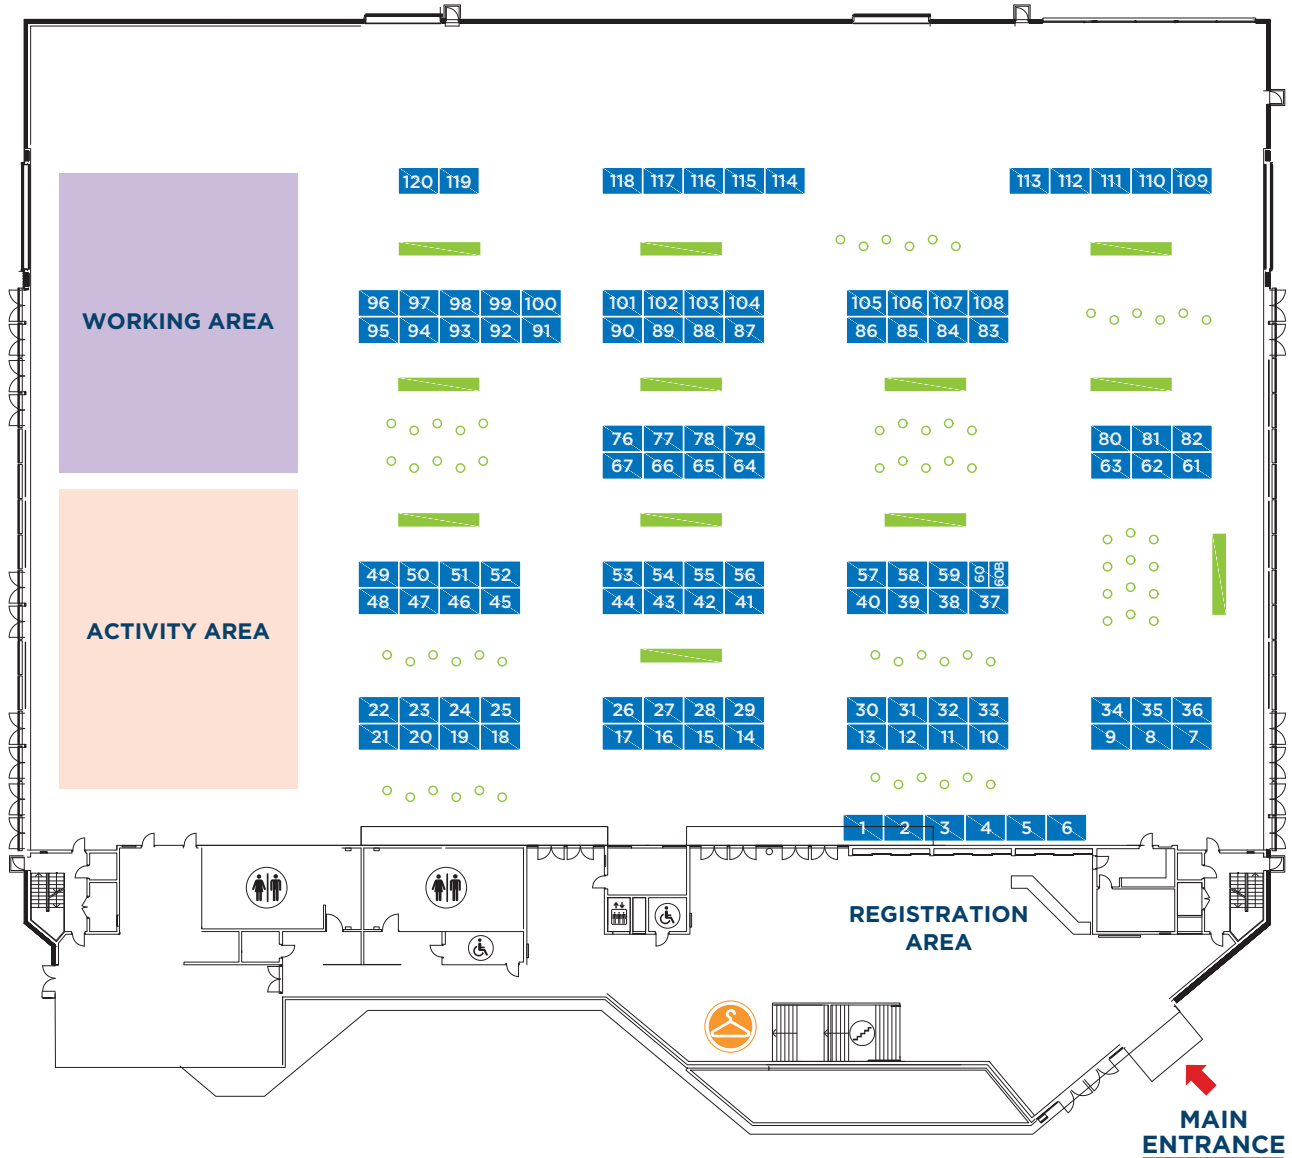 120 119 118 117 116 115 114 113 112 111 110 109
96 97 98 99 100 101 102 103 104 105 106 107 108
WORKING AREA
95 94 93 92 91 90 89 88 87 86 85 84 83
76 77 78 79 80 81 82
67 66 65 64 63 62 61
49 50 51 52 53 54 55 56 57 58 59 60 60B
48 47 46 45 44 43 42 41 40 39 38 37
ACTIVITY AREA
22 23 24 25 26 27 28 29 30 31 32 33 34 35 36
21 20 19 18 17 16 15 14 13 12 11 10 9 8 7
1 2 3 4 5 6
REGISTRATION
AREA
MAIN
ENTRANCE